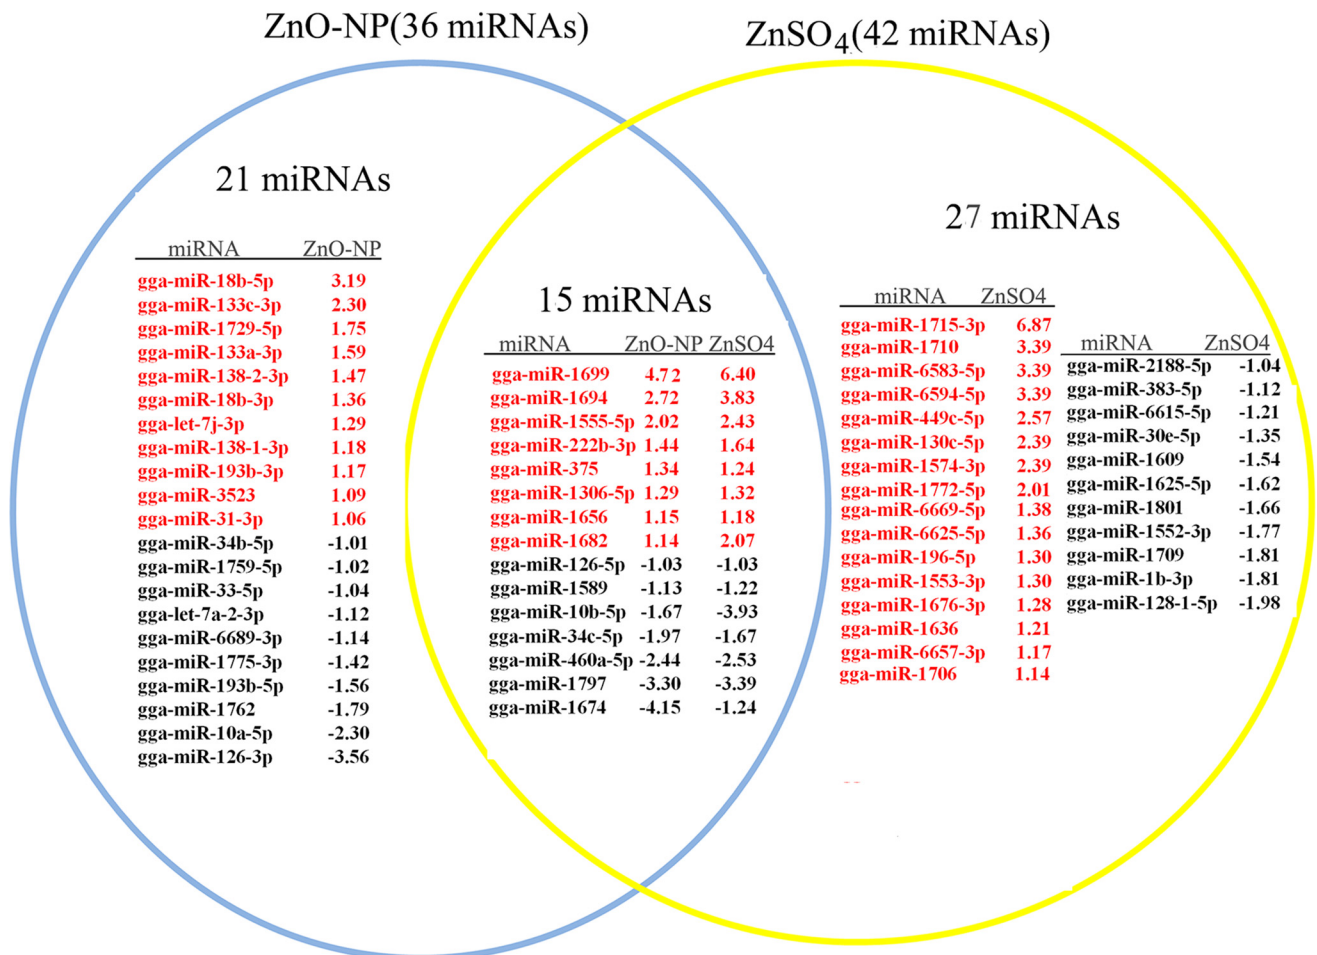 ZnO-NP(36 miRNAs)
ZnSO4(42 miRNAs)
21 miRNAs
miRNA ZnO-NP
gga-miR-18b-5p 3.19
gga-miR-133c-3p 2.30
gga-miR-1729-5p 1.75
gga-miR-133a-3p 1.59
gga-miR-138-2-3p 1.47
gga-miR-18b-3p 1.36
gga-let-7j-3p 1.29
gga-miR-138-1-3p 1.18
gga-miR-193b-3p 1.17
gga-miR-3523 1.09
gga-miR-31-3p 1.06
gga-miR-34b-5p -1.01
gga-miR-1759-5p -1.02
gga-miR-33-5p -1.04
gga-let-7a-2-3p -1.12
gga-miR-6689-3p -1.14
gga-miR-1775-3p -1.42
gga-miR-193b-5p -1.56
gga-miR-1762 -1.79
gga-miR-10a-5p -2.30
gga-miR-126-3p -3.56
15 miRNAs
miRNA ZnO-NP ZnSO4
gga-miR-1699 4.72 6.40
gga-miR-1694 2.72 3.83
gga-miR-1555-5p 2.02 2.43
gga-miR-222b-3p 1.44 1.64
gga-miR-375 1.34 1.24
gga-miR-1306-5p 1.29 1.32
gga-miR-1656 1.15 1.18
gga-miR-1682 1.14 2.07
gga-miR-126-5p -1.03 -1.03
gga-miR-1589 -1.13 -1.22
gga-miR-10b-5p -1.67 -3.93
gga-miR-34c-5p -1.97 -1.67
gga-miR-460a-5p -2.44 -2.53
gga-miR-1797 -3.30 -3.39
gga-miR-1674 -4.15 -1.24
27 miRNAs
miRNA ZnSO4
gga-miR-1715-3p 6.87
gga-miR-1710 3.39
gga-miR-6583-5p 3.39
gga-miR-6594-5p 3.39
gga-miR-449c-5p 2.57
gga-miR-130c-5p 2.39
gga-miR-1574-3p 2.39
gga-miR-1772-5p 2.01
gga-miR-6669-5p 1.38
gga-miR-6625-5p 1.36
gga-miR-196-5p 1.30
gga-miR-1553-3p 1.30
gga-miR-1676-3p 1.28
gga-miR-1636 1.21
gga-miR-6657-3p 1.17
gga-miR-1706 1.14
miRNA ZnSO4
gga-miR-2188-5p -1.04
gga-miR-383-5p -1.12
gga-miR-6615-5p -1.21
gga-miR-30e-5p -1.35
gga-miR-1609 -1.54
gga-miR-1625-5p -1.62
gga-miR-1801 -1.66
gga-miR-1552-3p -1.77
gga-miR-1709 -1.81
gga-miR-1b-3p -1.81
gga-miR-128-1-5p -1.98